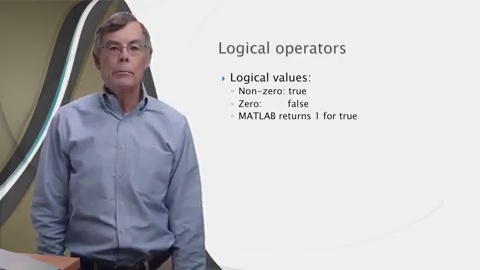 Logical operators
Logical values:
Non-zero: true
Zero: false
MATLAB returns 1 for true